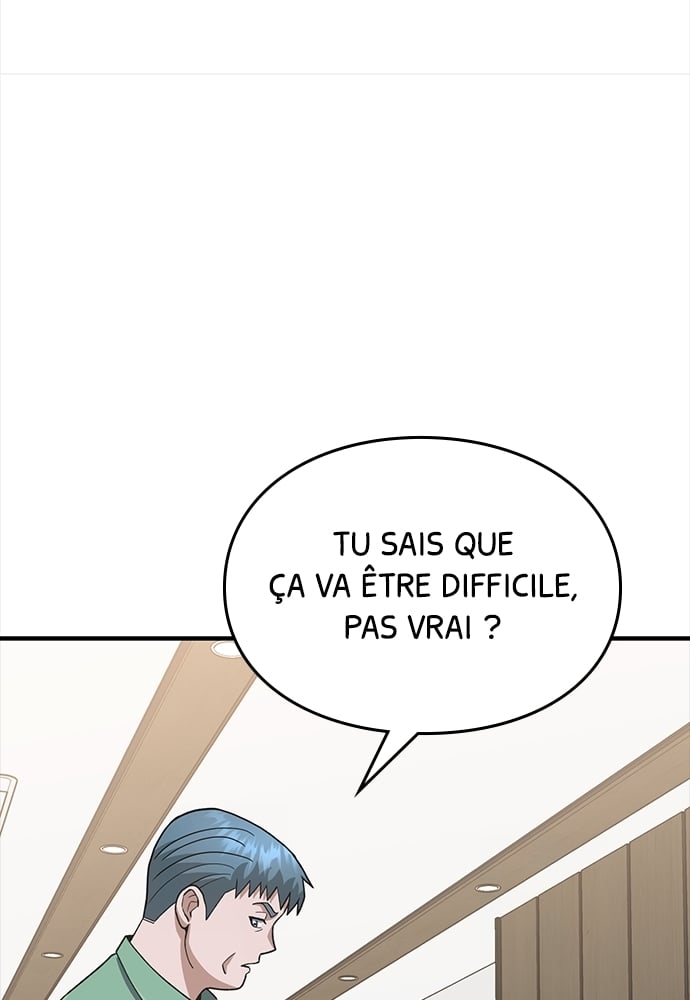 TU SAIS QUE
ÇA VA ÊTRE DIFFICILE,
PAS VRAI ?